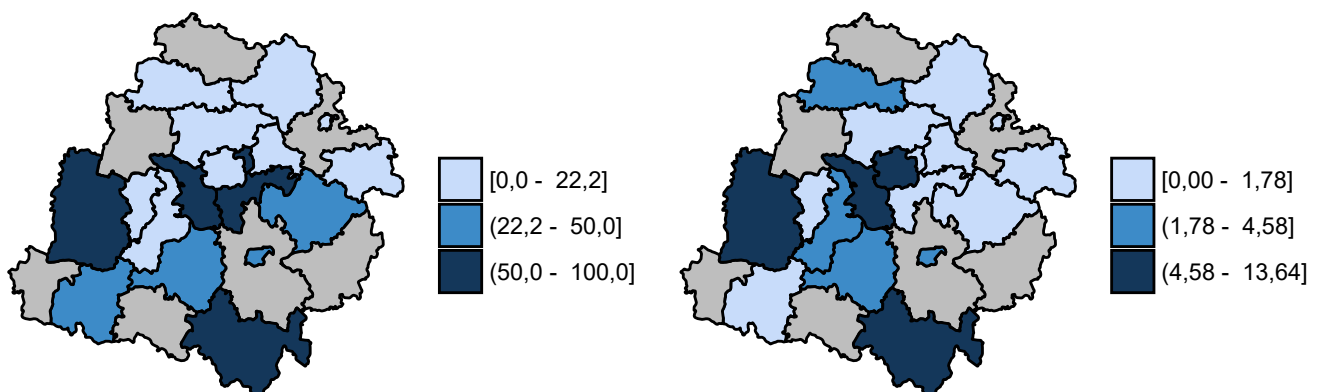 [0,0 - 22,2]
(22,2 - 50,0]
(50,0 - 100,0]
[0,00 - 1,78]
(1,78 - 4,58]
(4,58 - 13,64]